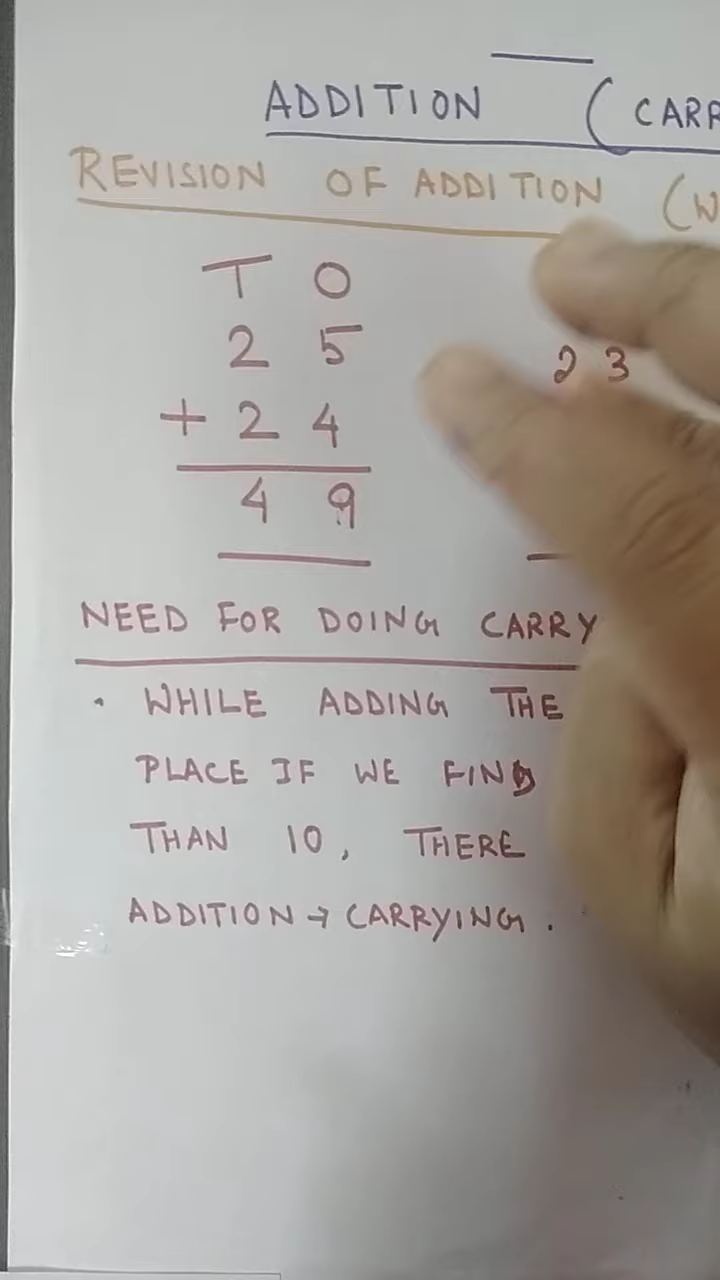 ADDITION (CARR
REVISION OF ADDITION (W
T O
2 5
+ 2 4
4 9
2 3
NEED FOR DOING CARRY
. WHILE ADDING THE
PLACE IF WE FIND
THAN 10, THERE
ADDITION → CARRYING.